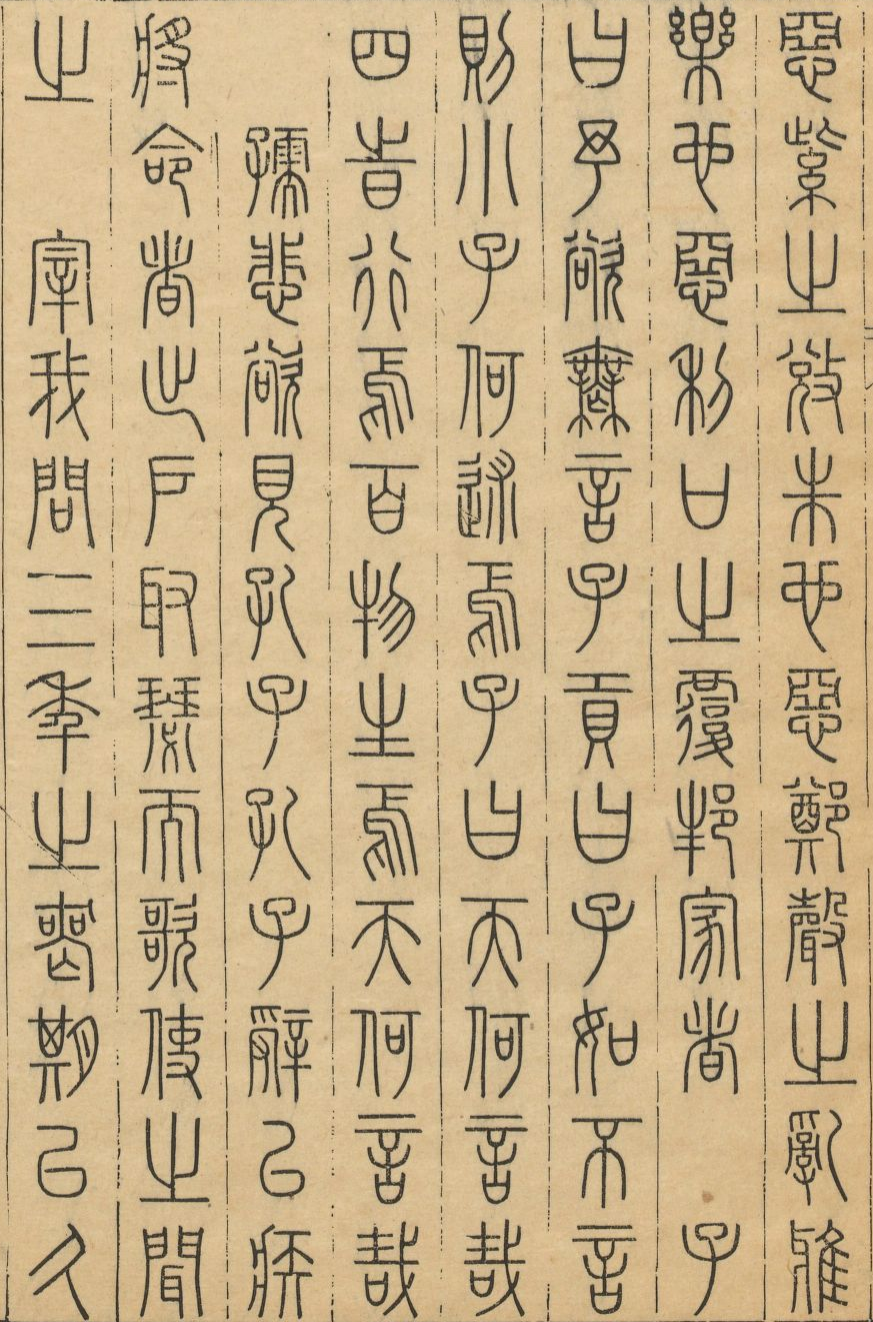 惡紫之敚朱也惡鄭聲之亂雅
樂也惡利口之覆邦家者　子
曰予欲無言子貢曰子如不言
則小子何述焉子曰天何言哉
四旹行焉百物生焉天何言哉
孺悲欲見孔子孔子辭㠯疾
將命者出戶取瑟而歌使之聞
之　宰我問三年之喪期已久